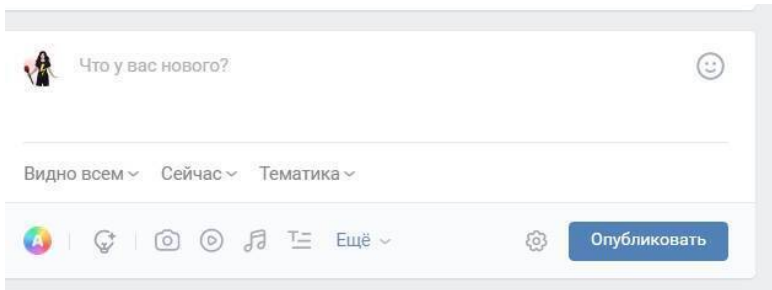 Что у вас нового?
Видно всем Сейчас Тематика
A Ещё Опубликовать